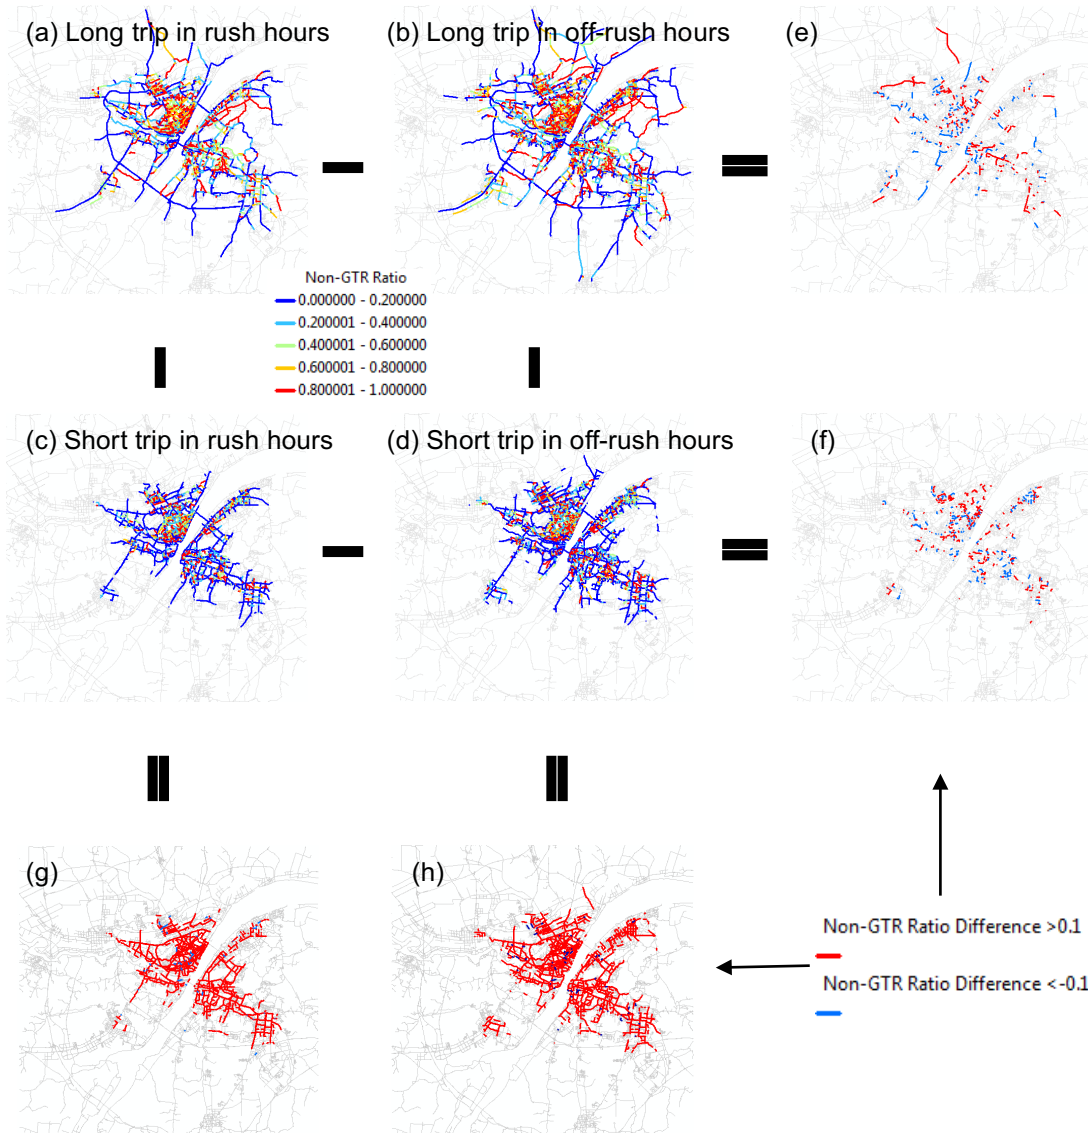 (a) Long trip in rush hours
(b) Long trip in off-rush hours
(e)
Non-GTR Ratio
0.000000 - 0.200000
0.200001 - 0.400000
0.400001 - 0.600000
0.600001 - 0.800000
0.800001 - 1.000000
(c) Short trip in rush hours
(d) Short trip in off-rush hours
(f)
(g)
(h)
Non-GTR Ratio Difference >0.1
Non-GTR Ratio Difference <-0.1